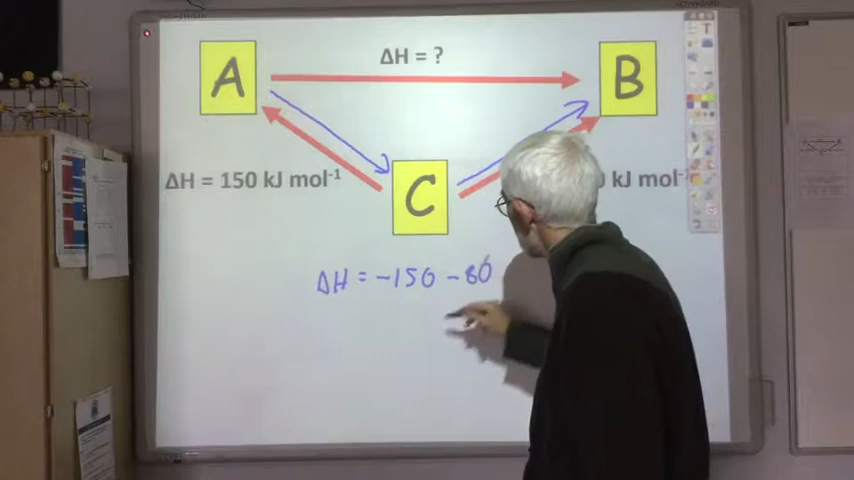 ΔH = ?
A
B
ΔH = 150 kJ mol⁻¹
C
0 kJ mol⁻¹
ΔH = -150 - 80